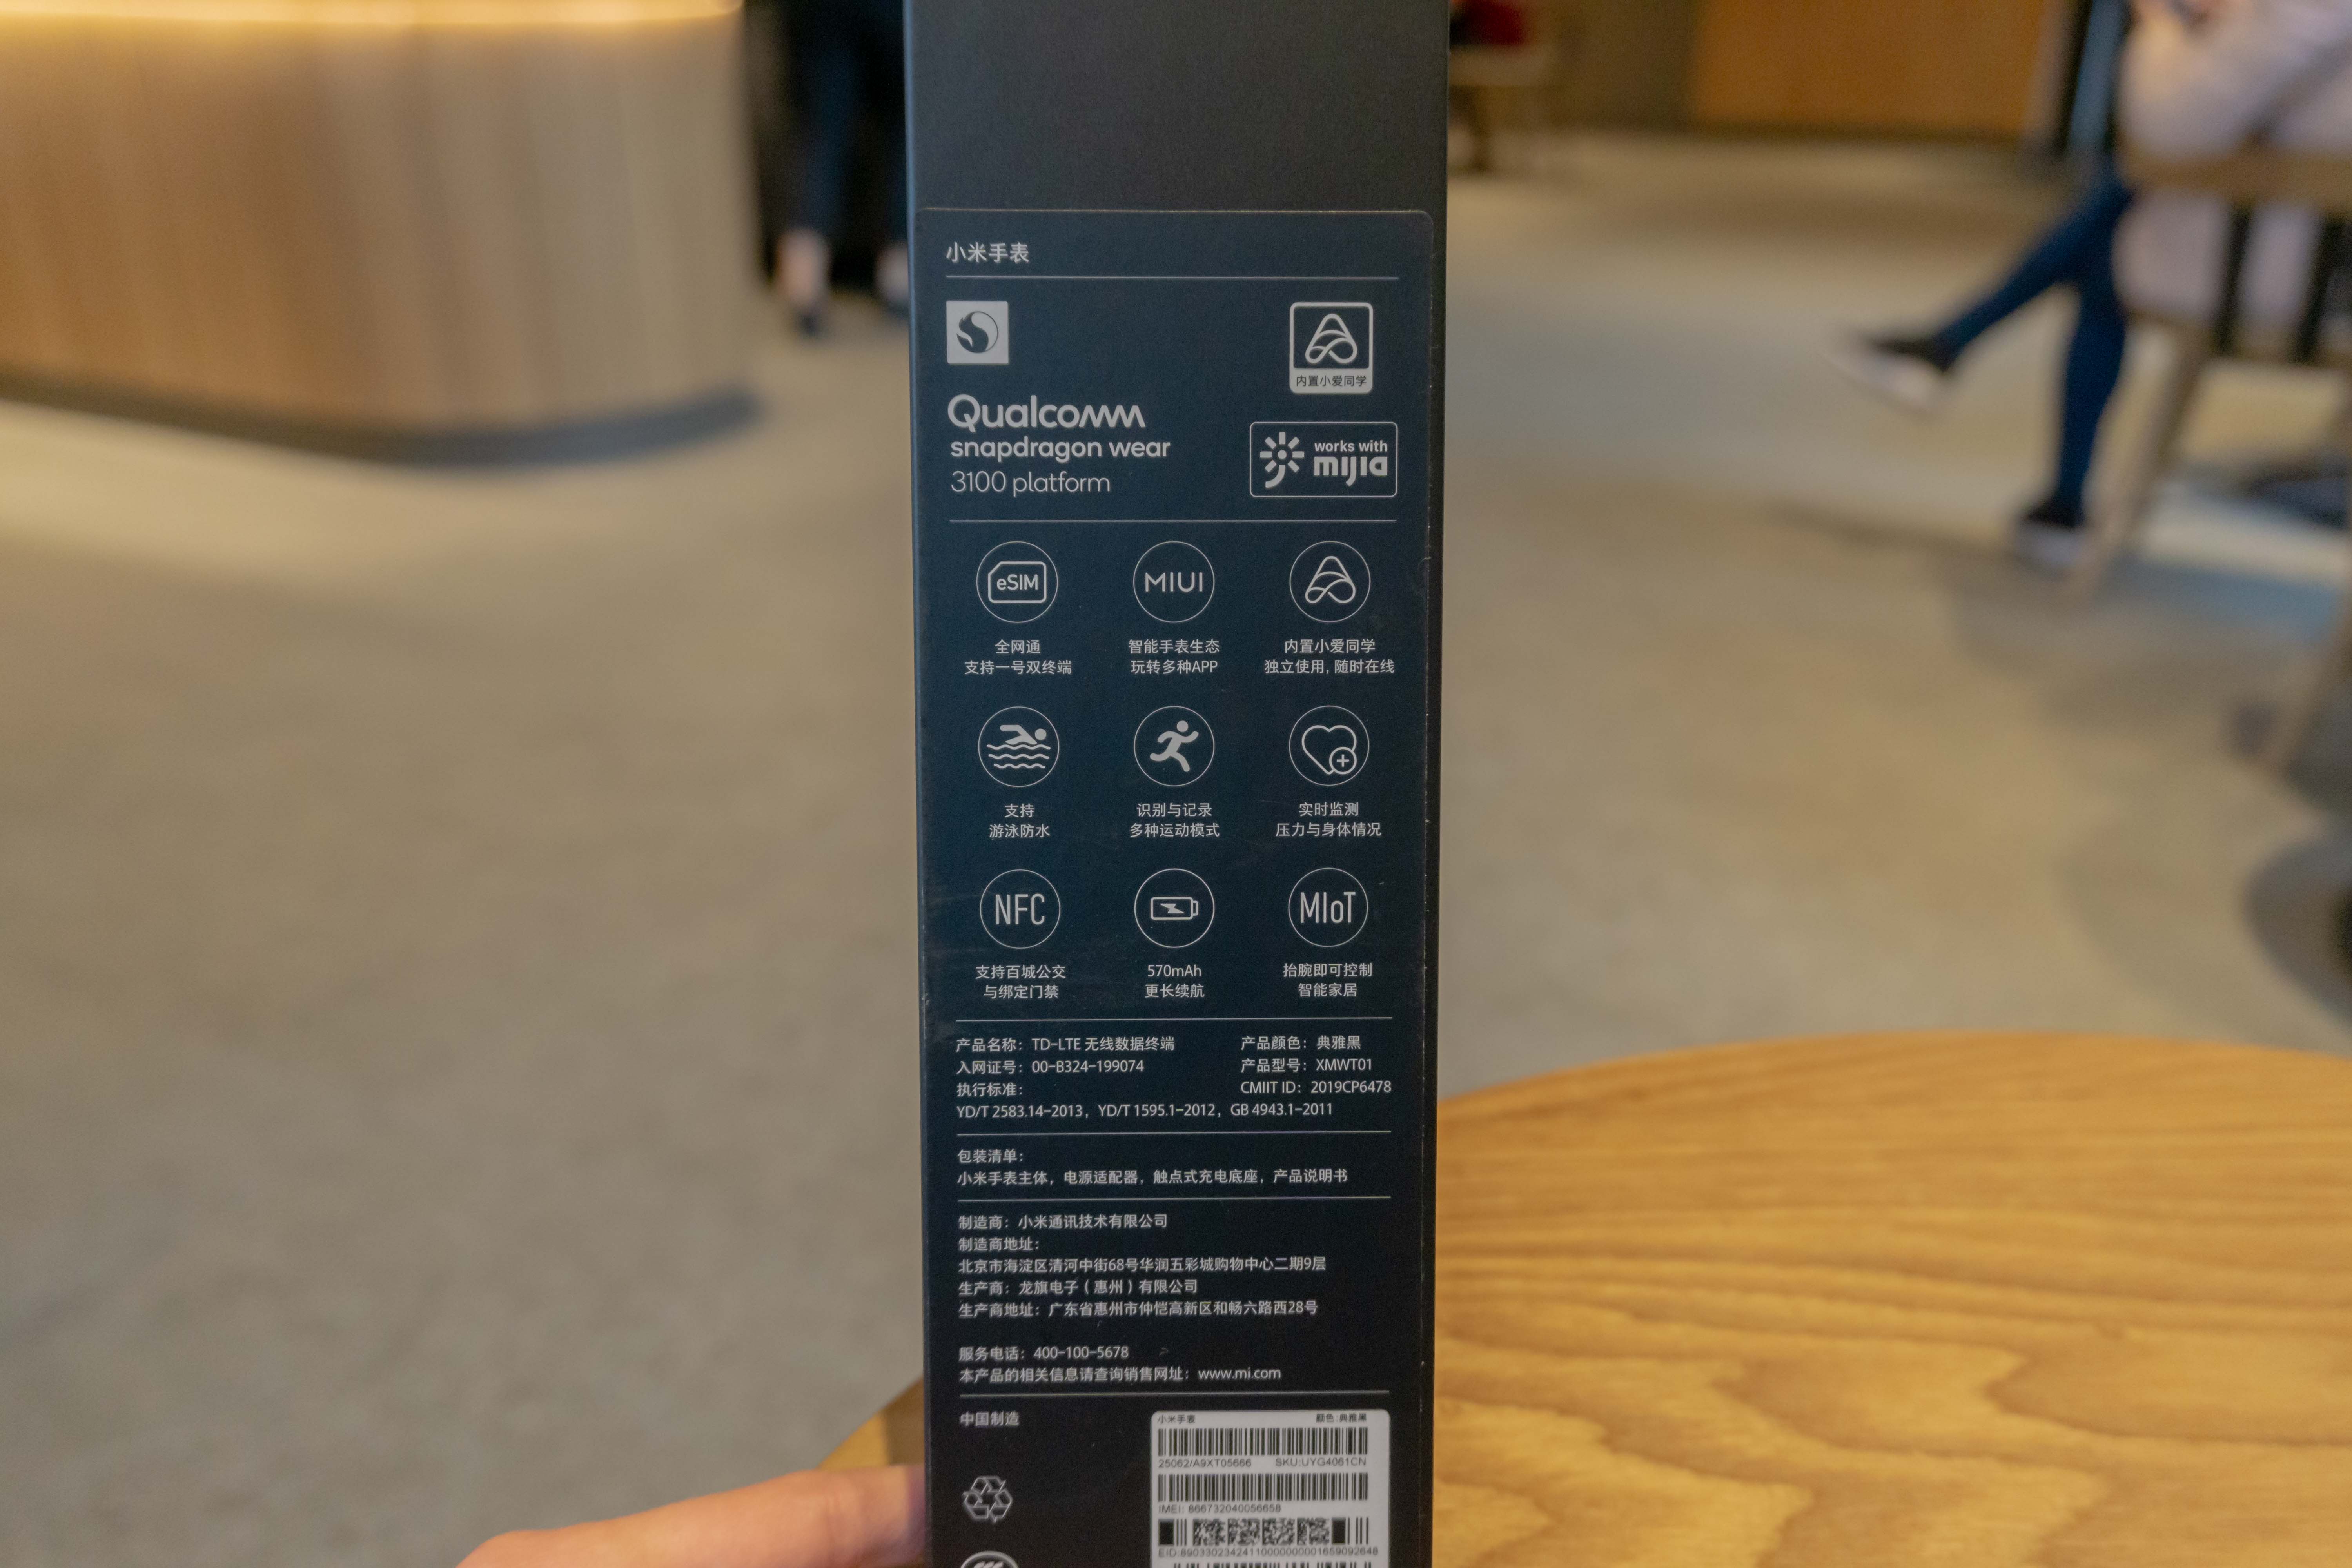 小米手表
内置小爱同学
Qualcomm
snapdragon wear
3100 platform
works with
mijia
eSIM
MIUI
全网通
支持一号双终端
智能手表生态
玩转多种APP
内置小爱同学
独立使用, 随时在线
支持
游泳防水
识别与记录
多种运动模式
实时监测
压力与身体情况
NFC
MIoT
支持百城公交
与绑定门禁
570mAh
更长续航
抬腕即可控制
智能家居
产品名称：TD-LTE 无线数据终端
产品颜色：典雅黑
入网证号：00-B324-199074
产品型号：XMWT01
执行标准：
CMIIT ID：2019CP6478
YD/T 2583.14-2013，YD/T 1595.1-2012，GB 4943.1-2011
包装清单：
小米手表主体，电源适配器，触点式充电底座，产品说明书
制造商：小米通讯技术有限公司
制造商地址：
北京市海淀区清河中街68号华润五彩城购物中心二期9层
生产商：龙旗电子（惠州）有限公司
生产商地址：广东省惠州市仲恺高新区和畅六路西28号
服务电话：400-100-5678
本产品的相关信息请查询销售网址：www.mi.com
中国制造
小米手表 颜色:典雅黑
25062/A9XT05666 SKU:UYG4061CN
IMEI: 866732040056658
EID:89033023424110000000001659092648